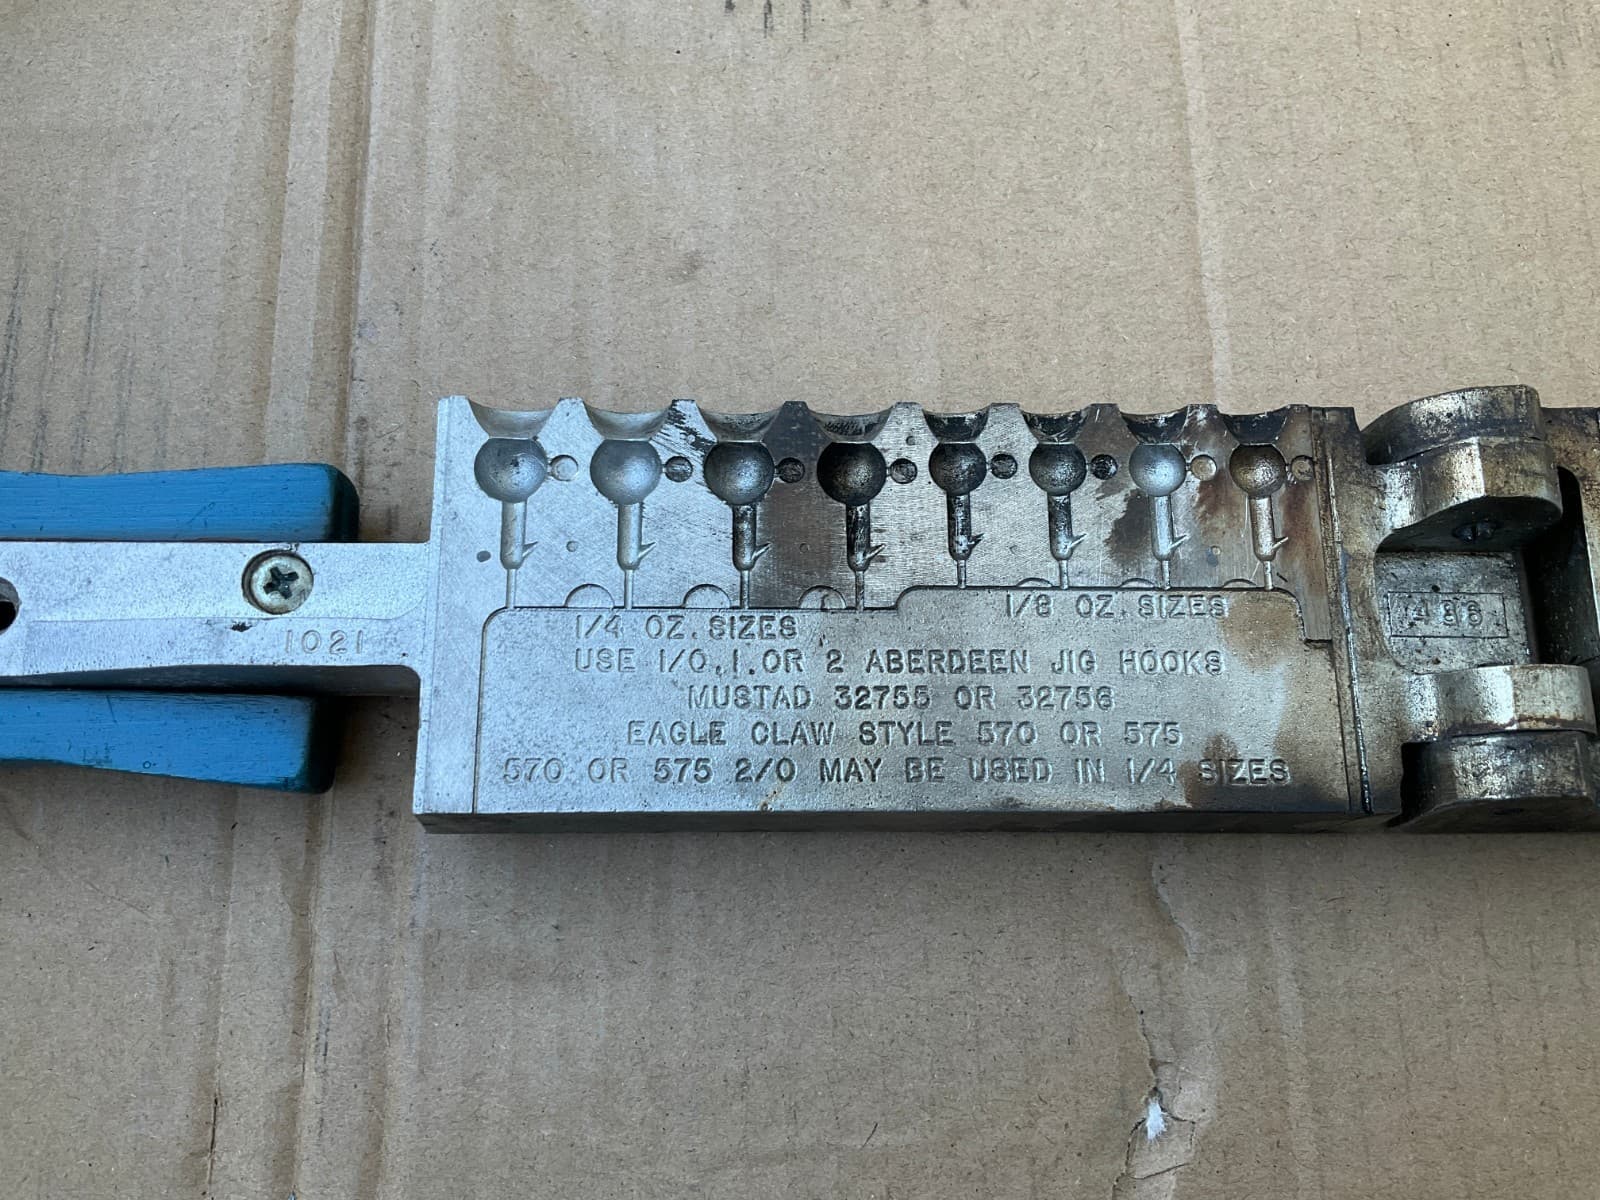 1/4 OZ. SIZES
1/8 OZ. SIZES
USE 1/0, 1, OR 2 ABERDEEN JIG HOOKS
MUSTAD 32755 OR 32756
EAGLE CLAW STYLE 570 OR 575
570 OR 575 2/0 MAY BE USED IN 1/4 SIZES
1021
486